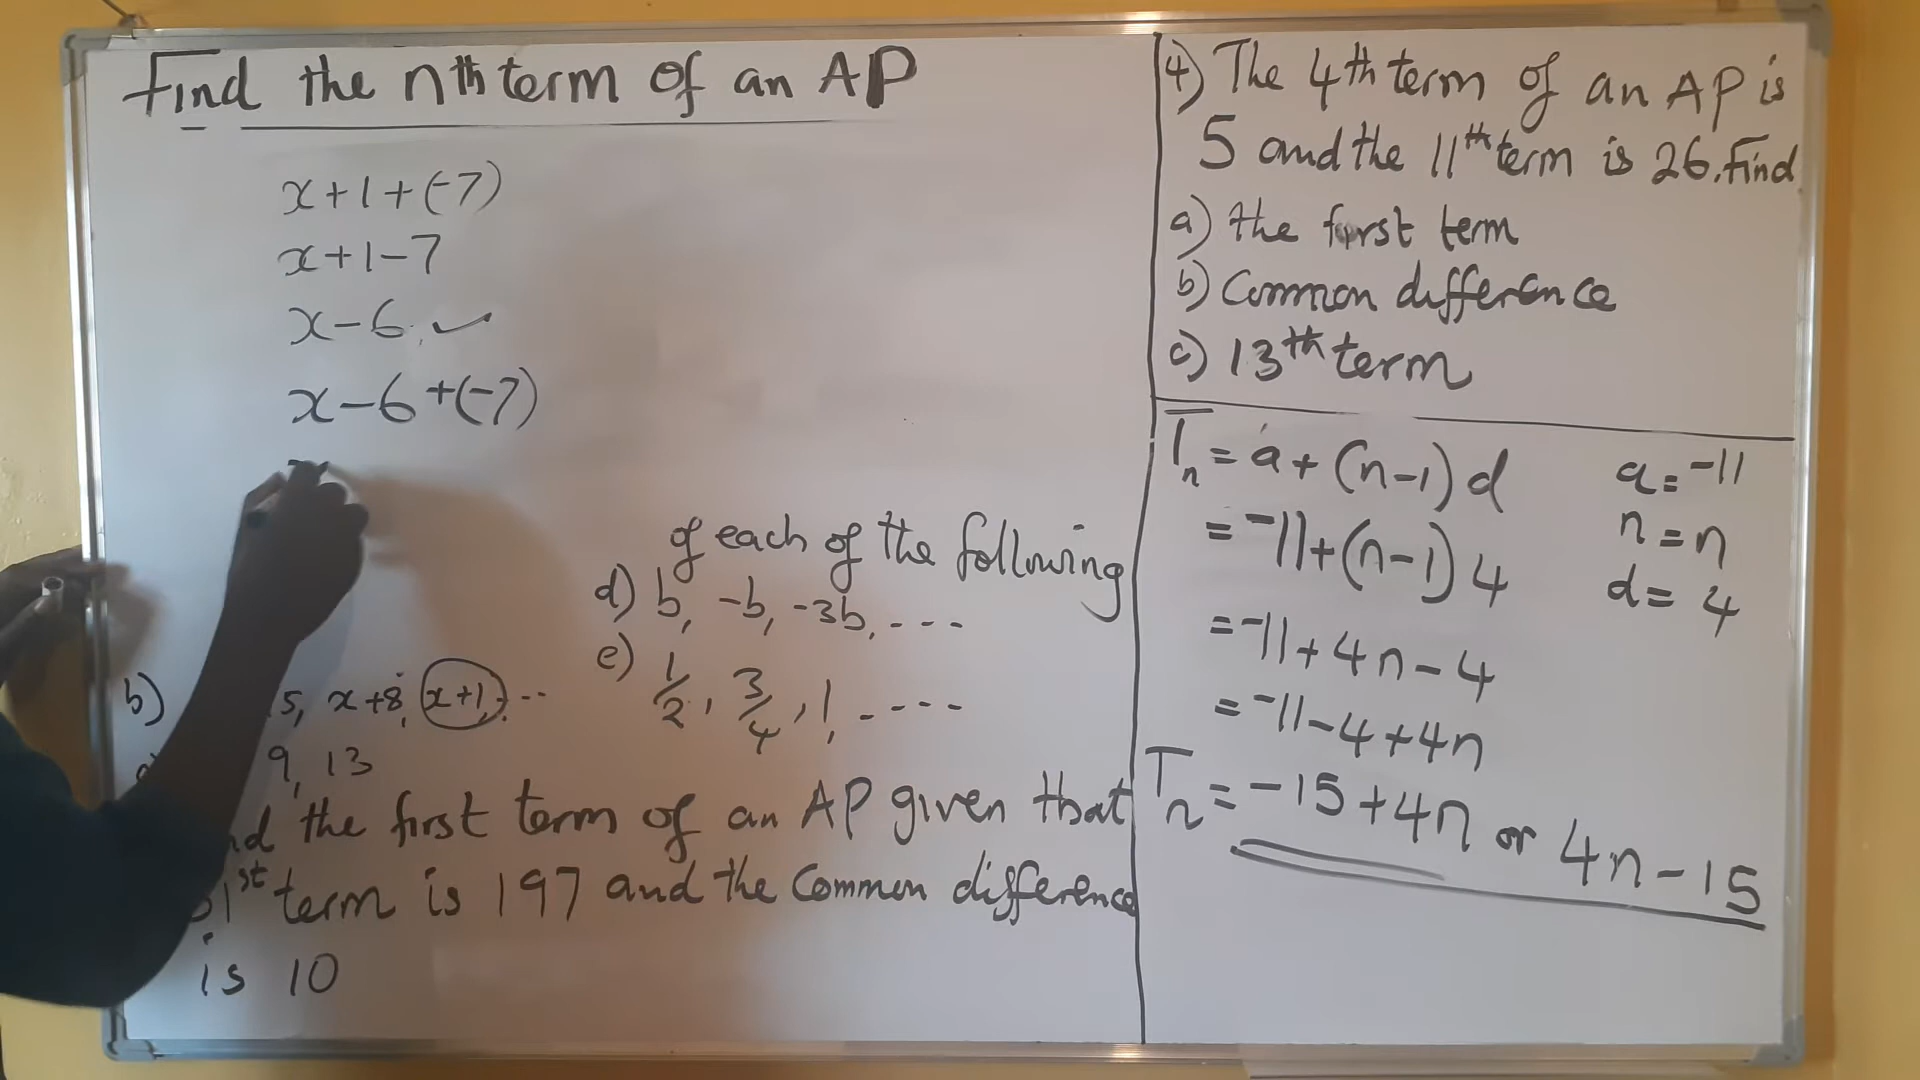 Find the nth term of an AP
x+1+(-7)
x+1-7
x-6, ✓
x-6+(-7)
of each of the following
d) b, -b, -3b, ---
e) 1/2, 3/4, 1, ----
b) 5, x+8, x+1, ...
9, 13
the first term of an AP given that
1st term is 197 and the Common difference
is 10
4) The 4th term of an AP is
5 and the 11th term is 26. Find
a) the first term
b) Common difference
c) 13th term
Tn = a + (n-1) d
= -11+(n-1) 4
= -11+4n-4
= -11-4+4n
Tn = -15+4n or 4n-15
a = -11
n = n
d = 4